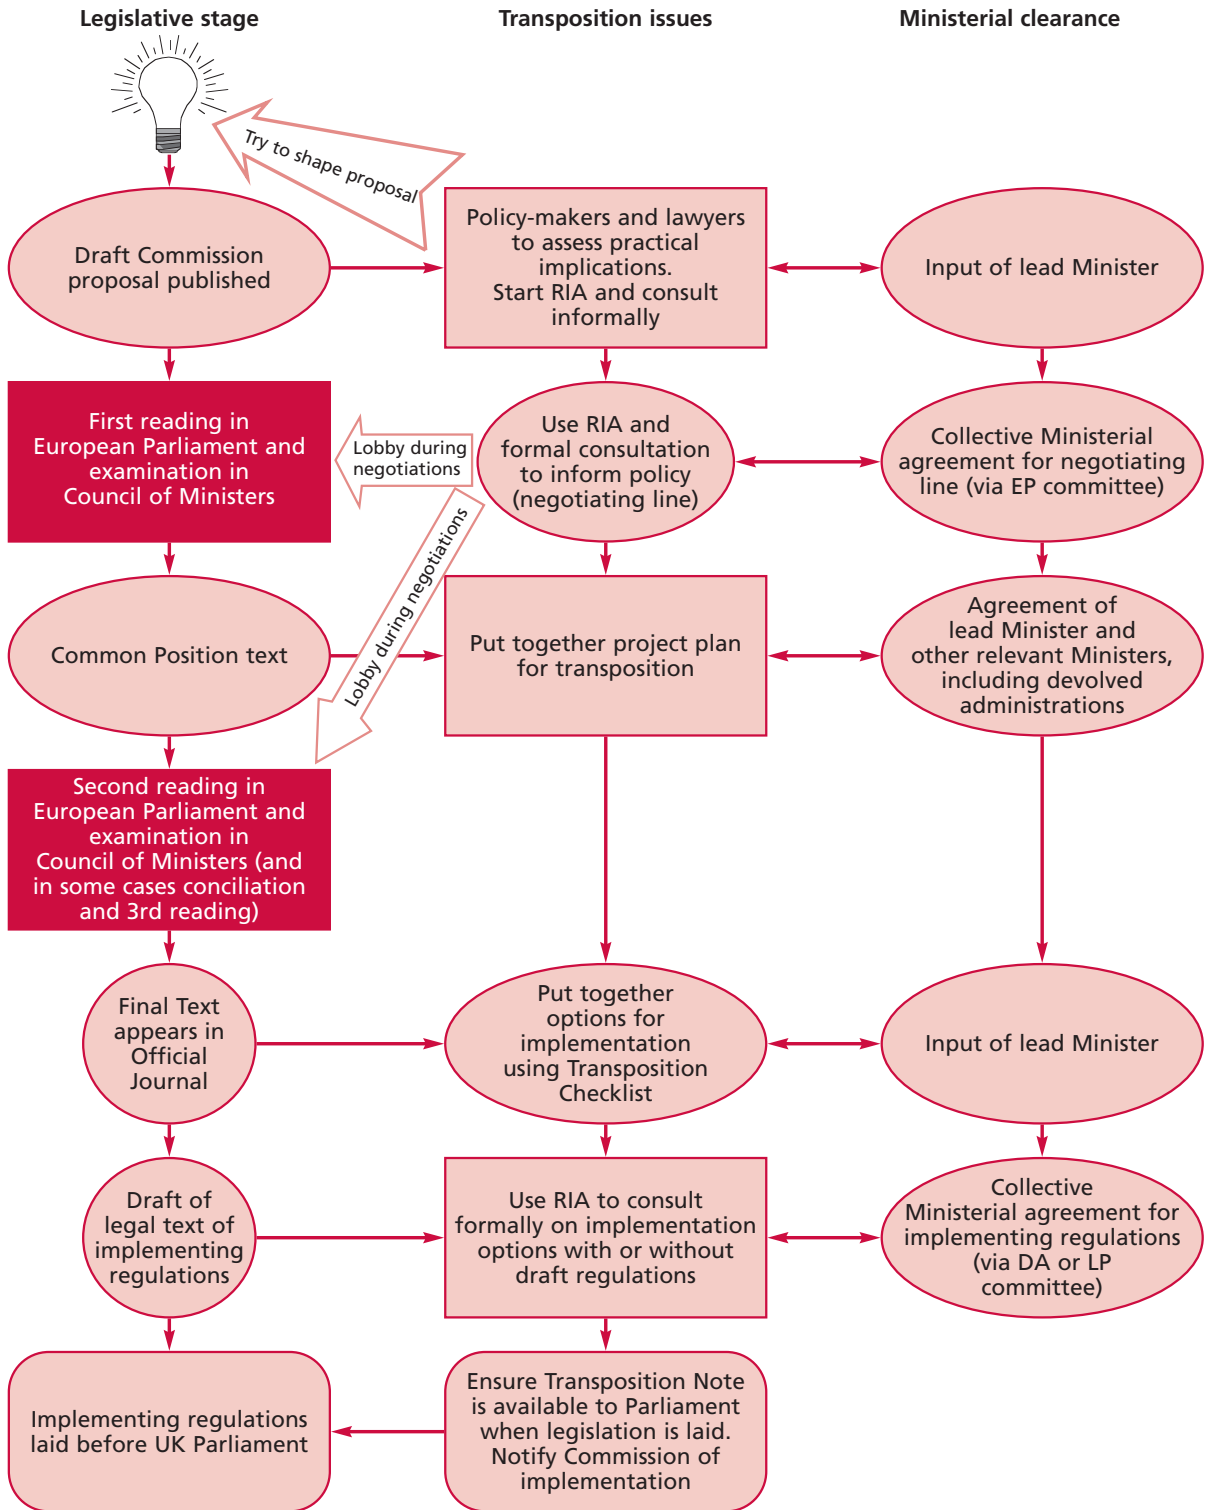 Legislative stage
Transposition issues
Ministerial clearance
Try to shape proposal
Draft Commission
proposal published
Policy-makers and lawyers
to assess practical
implications.
Start RIA and consult
informally
Input of lead Minister
First reading in
European Parliament and
examination in
Council of Ministers
Lobby during
negotiations
Use RIA and
formal consultation
to inform policy
(negotiating line)
Collective Ministerial
agreement for negotiating
line (via EP committee)
Lobby during negotiations
Common Position text
Put together project plan
for transposition
Agreement of
lead Minister and
other relevant Ministers,
including devolved
administrations
Second reading in
European Parliament and
examination in
Council of Ministers (and
in some cases conciliation
and 3rd reading)
Final Text
appears in
Official
Journal
Put together
options for
implementation
using Transposition
Checklist
Input of lead Minister
Draft of
legal text of
implementing
regulations
Use RIA to consult
formally on implementation
options with or without
draft regulations
Collective
Ministerial agreement for
implementing regulations
(via DA or LP
committee)
Implementing regulations
laid before UK Parliament
Ensure Transposition Note
is available to Parliament
when legislation is laid.
Notify Commission of
implementation